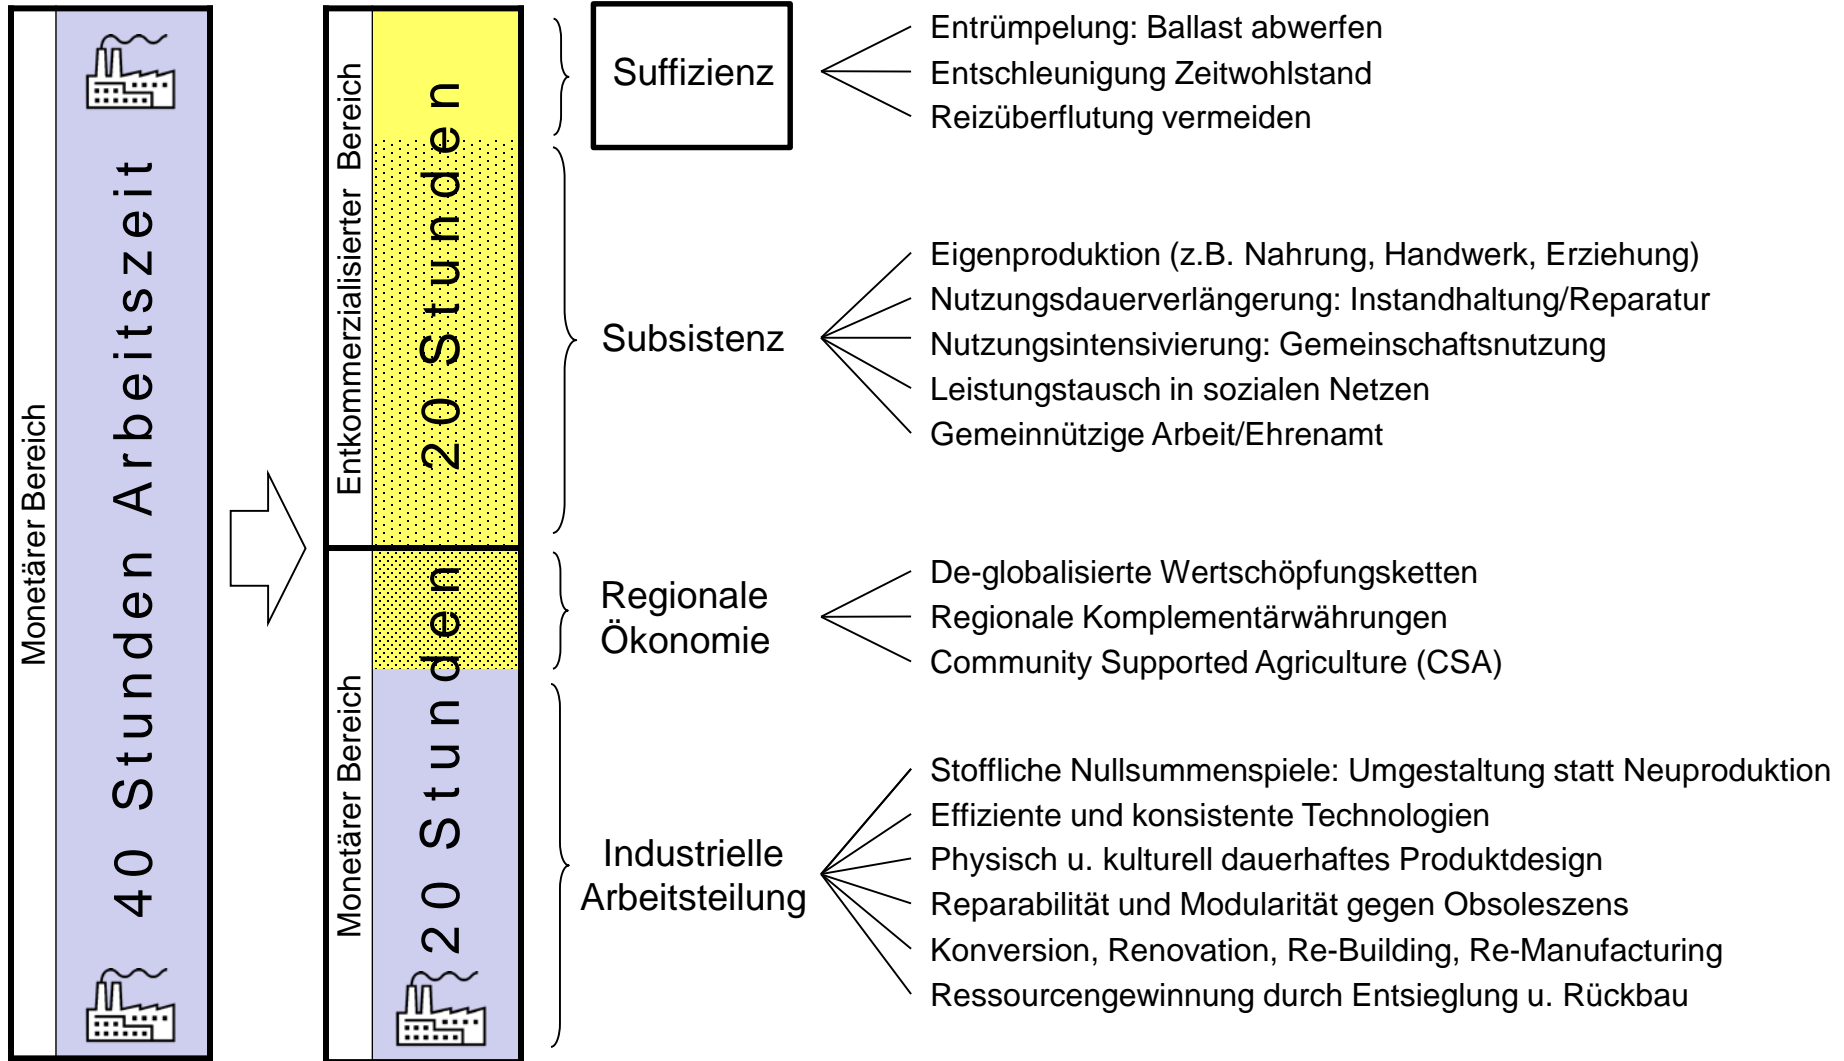 Monetärer Bereich
40 Stunden Arbeitszeit
Entkommerzialisierter Bereich
20 Stunden
Monetärer Bereich
20 Stunden
Suffizienz
Entrümpelung: Ballast abwerfen
Entschleunigung Zeitwohlstand
Reizüberflutung vermeiden
Subsistenz
Eigenproduktion (z.B. Nahrung, Handwerk, Erziehung)
Nutzungsdauerverlängerung: Instandhaltung/Reparatur
Nutzungsintensivierung: Gemeinschaftsnutzung
Leistungstausch in sozialen Netzen
Gemeinnützige Arbeit/Ehrenamt
Regionale
Ökonomie
De-globalisierte Wertschöpfungsketten
Regionale Komplementärwährungen
Community Supported Agriculture (CSA)
Industrielle
Arbeitsteilung
Stoffliche Nullsummenspiele: Umgestaltung statt Neuproduktion
Effiziente und konsistente Technologien
Physisch u. kulturell dauerhaftes Produktdesign
Reparabilität und Modularität gegen Obsoleszens
Konversion, Renovation, Re-Building, Re-Manufacturing
Ressourcengewinnung durch Entsieglung u. Rückbau